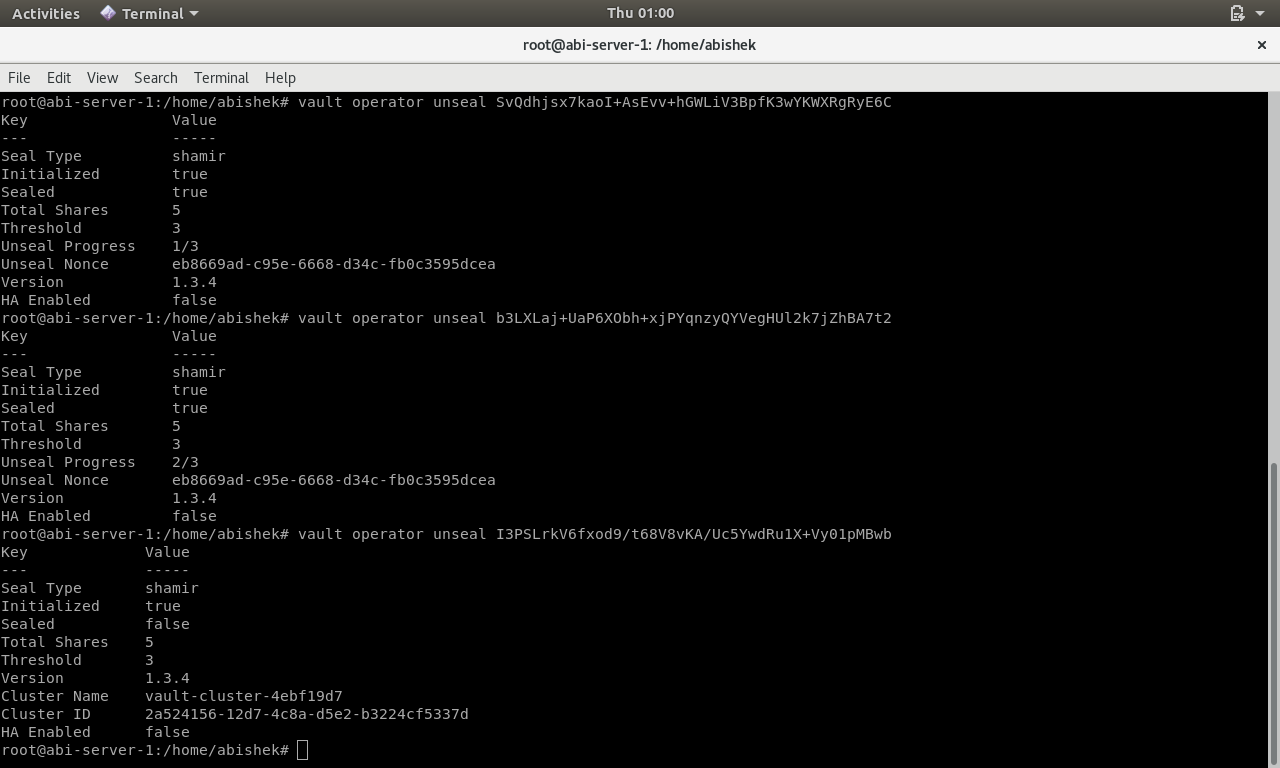 Activities Terminal Thu 01:00
root@abi-server-1: /home/abishek
File Edit View Search Terminal Help
root@abi-server-1:/home/abishek# vault operator unseal SvQdhjsx7kaoI+AsEvv+hGWLiV3BpfK3wYKWXRgRyE6C
Key Value
--- -----
Seal Type shamir
Initialized true
Sealed true
Total Shares 5
Threshold 3
Unseal Progress 1/3
Unseal Nonce eb8669ad-c95e-6668-d34c-fb0c3595dcea
Version 1.3.4
HA Enabled false
root@abi-server-1:/home/abishek# vault operator unseal b3LXLaj+UaP6XObh+xjPYqnzyQYVegHUl2k7jZhBA7t2
Key Value
--- -----
Seal Type shamir
Initialized true
Sealed true
Total Shares 5
Threshold 3
Unseal Progress 2/3
Unseal Nonce eb8669ad-c95e-6668-d34c-fb0c3595dcea
Version 1.3.4
HA Enabled false
root@abi-server-1:/home/abishek# vault operator unseal I3PSLrkV6fxod9/t68V8vKA/Uc5YwdRu1X+Vy01pMBwb
Key Value
--- -----
Seal Type shamir
Initialized true
Sealed false
Total Shares 5
Threshold 3
Version 1.3.4
Cluster Name vault-cluster-4ebf19d7
Cluster ID 2a524156-12d7-4c8a-d5e2-b3224cf5337d
HA Enabled false
root@abi-server-1:/home/abishek#